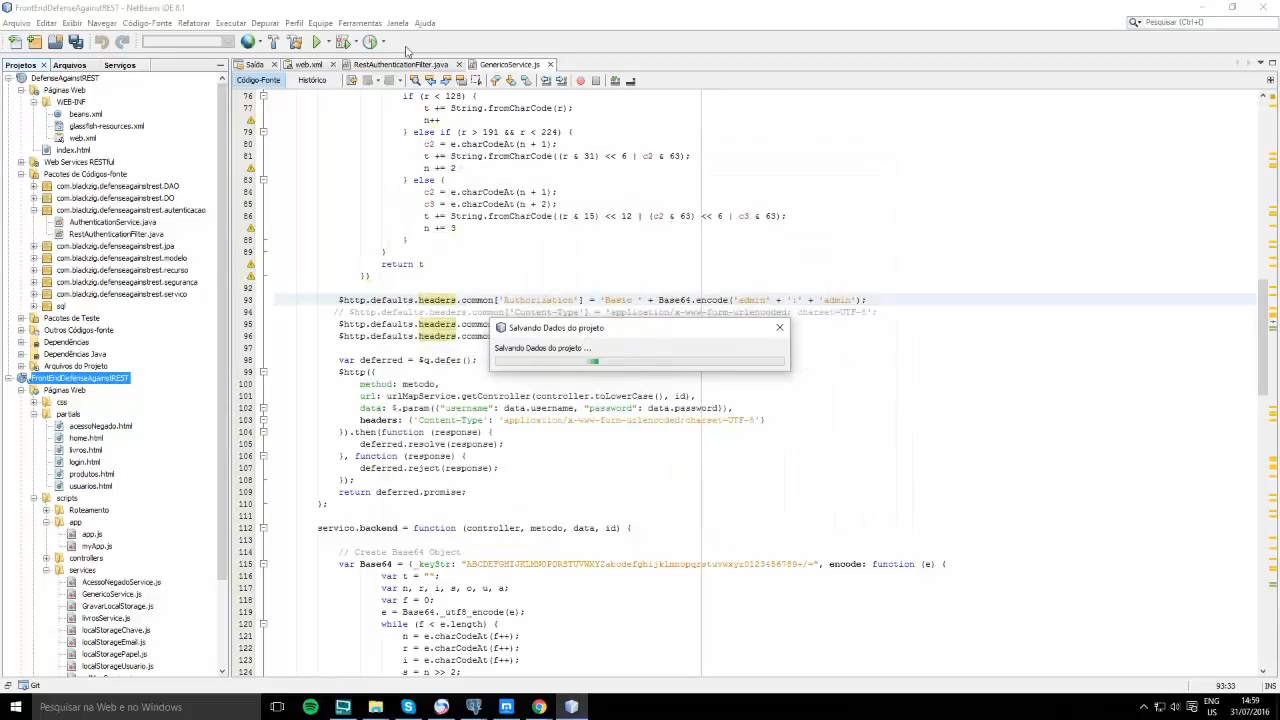 FrontEndDefenseAgainstREST - NetBeans IDE 8.1
Arquivo Editar Exibir Navegar Código-Fonte Refatorar Executar Depurar Perfil Equipe Ferramentas Janela Ajuda
Pesquisar (Ctrl+I)
Projetos Arquivos Serviços
Saída web.xml RestAuthenticationFilter.java GenericoService.js
Código-Fonte Histórico
DefenseAgainstREST
Páginas Web
WEB-INF
beans.xml
glassfish-resources.xml
web.xml
index.html
Web Services RESTful
Pacotes de Códigos-fonte
com.blackzig.defenseagainstrest.DAO
com.blackzig.defenseagainstrest.DO
com.blackzig.defenseagainstrest.autenticacao
AuthenticationService.java
RestAuthenticationFilter.java
com.blackzig.defenseagainstrest.jpa
com.blackzig.defenseagainstrest.modelo
com.blackzig.defenseagainstrest.recurso
com.blackzig.defenseagainstrest.seguranca
com.blackzig.defenseagainstrest.servico
sql
Pacotes de Teste
Outros Códigos-fonte
Dependências
Dependências Java
Arquivos do Projeto
FrontEndDefenseAgainstREST
Páginas Web
css
partials
acessoNegado.html
home.html
livros.html
login.html
produtos.html
usuarios.html
scripts
Roteamento
app
app.js
myApp.js
controllers
services
AcessoNegadoService.js
GenericoService.js
GravarLocalStorage.js
livrosService.js
localStorageChave.js
localStorageEmail.js
localStoragePapel.js
localStorageUsuario.js
76 if (r < 128) {
77 t += String.fromCharCode(r);
n++
79 } else if (r > 191 && r < 224) {
80 c2 = e.charCodeAt(n + 1);
81 t += String.fromCharCode((r & 31) << 6 | c2 & 63);
n += 2
83 } else {
84 c2 = e.charCodeAt(n + 1);
85 c3 = e.charCodeAt(n + 2);
86 t += String.fromCharCode((r & 15) << 12 | (c2 & 63) << 6 | c3 & 63);
n += 3
88 }
89 }
return t
}}
93 $http.defaults.headers.common['Authorization'] = 'Basic ' + Base64.encode('admin' + ':' + 'admin');
94 // $http.defaults.headers.common['Content-Type'] = 'application/x-www-form-urlencoded; charset=UTF-8';
95 $http.defaults.headers.common
96 $http.defaults.headers.common
97
98 var deferred = $q.defer();
99 $http({
100 method: metodo,
101 url: urlMapService.getController(controller.toLowerCase(), id),
102 data: $.param({"username": data.username, "password": data.password}),
103 headers: {'Content-Type': 'application/x-www-form-urlencoded;charset=UTF-8'}
104 }).then(function (response) {
105 deferred.resolve(response);
106 }, function (response) {
107 deferred.reject(response);
108 });
109 return deferred.promise;
110 };
111
112 servico.backend = function (controller, metodo, data, id) {
113
114 // Create Base64 Object
115 var Base64 = {_keyStr: "ABCDEFGHIJKLMNOPQRSTUVWXYZabcdefghijklmnopqrstuvwxyz0123456789+/=", encode: function (e) {
116 var t = "";
117 var n, r, i, s, o, u, a;
118 var f = 0;
119 e = Base64._utf8_encode(e);
120 while (f < e.length) {
121 n = e.charCodeAt(f++);
122 r = e.charCodeAt(f++);
123 i = e.charCodeAt(f++);
124 s = n >> 2;
Salvando Dados do projeto
Salvando Dados do projeto ...
Git
93:33 INS
Pesquisar na Web e no Windows
ENG 14:59
LIS 31/07/2016